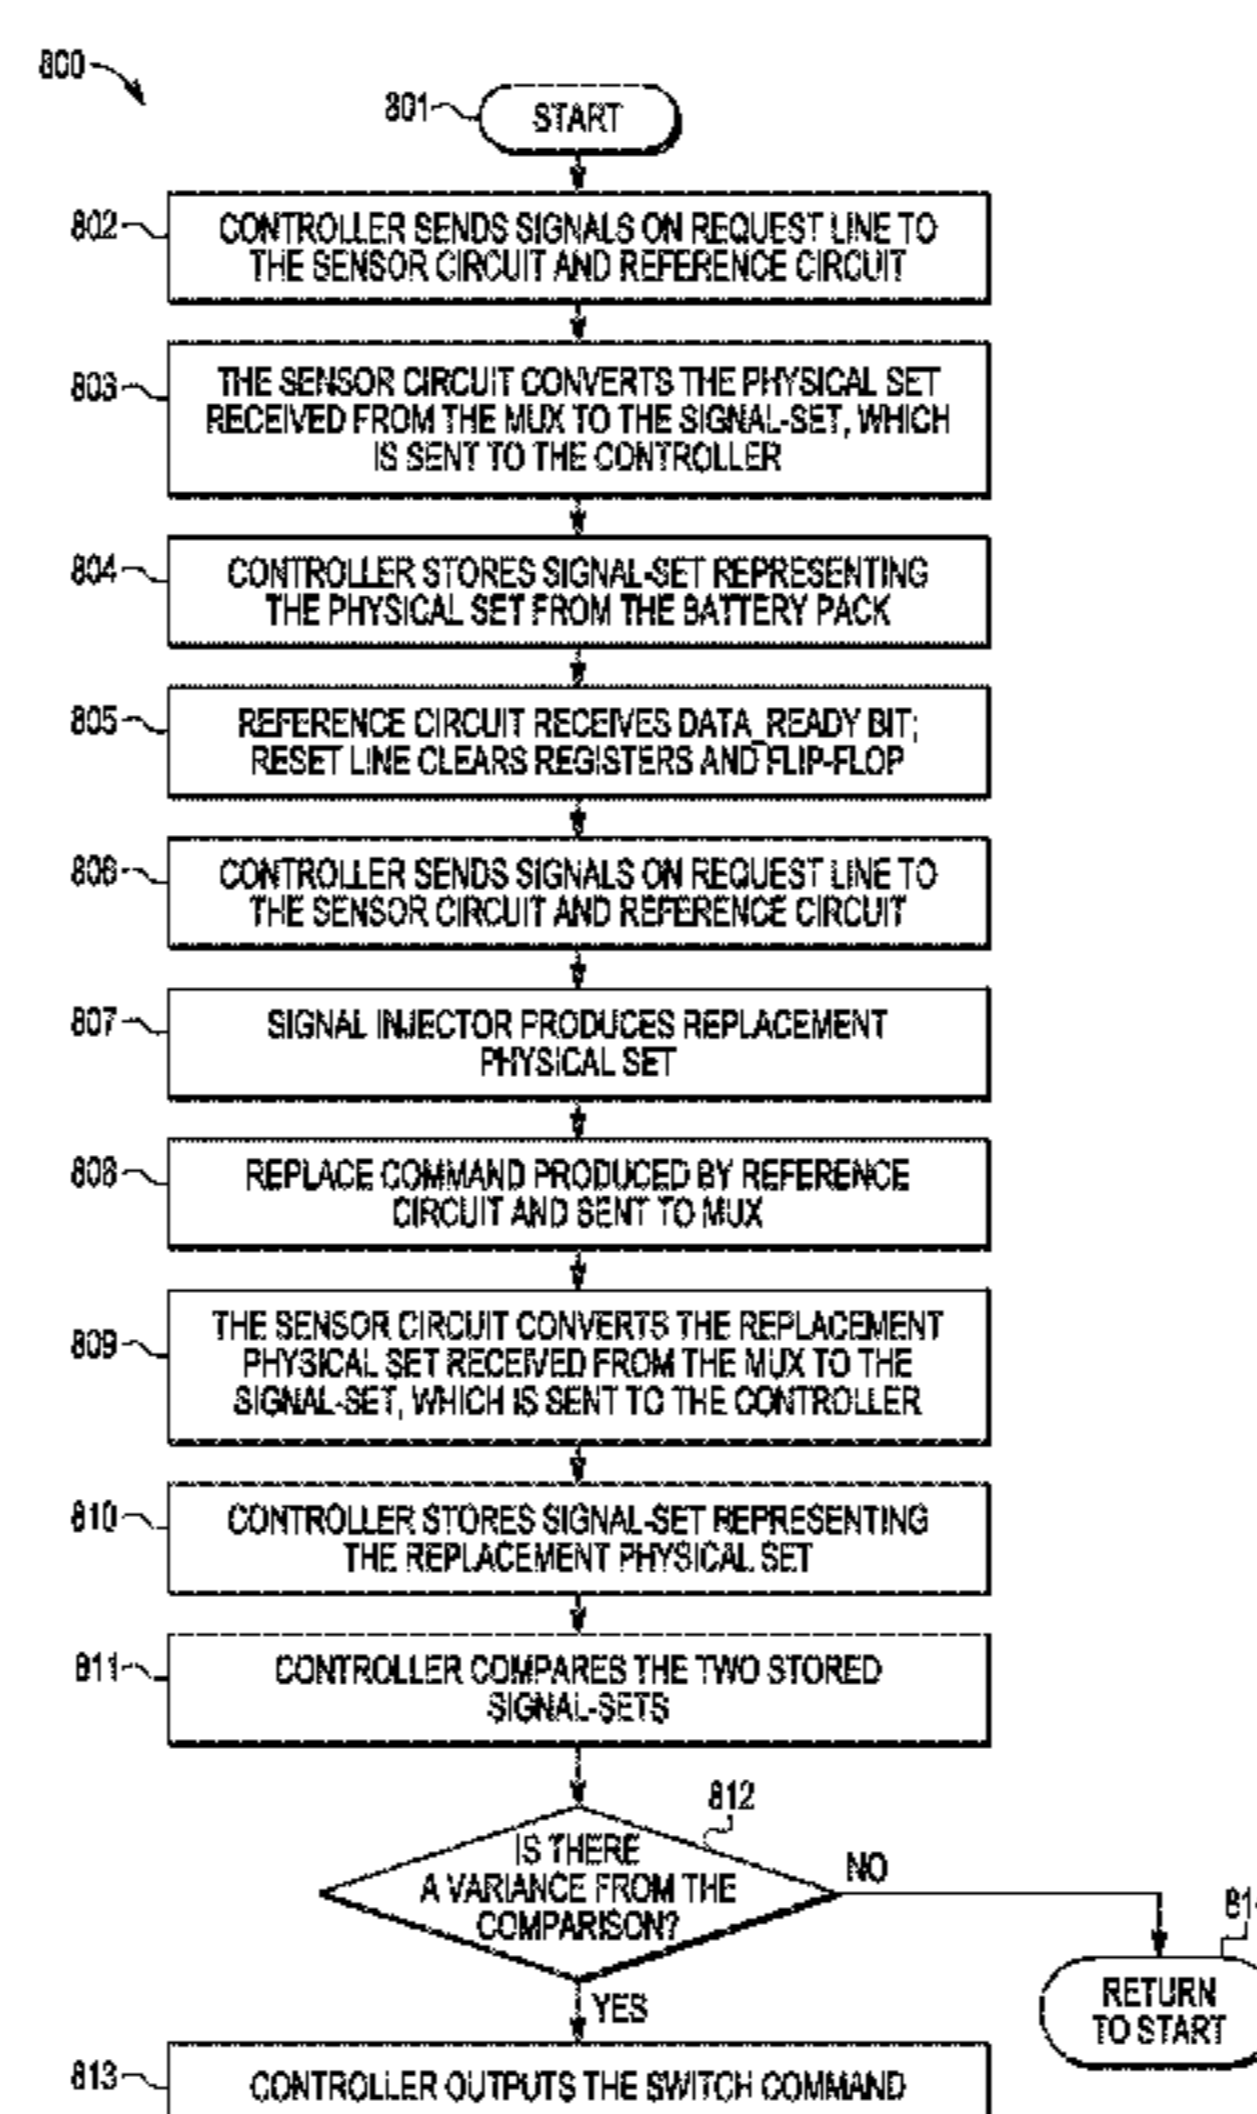 800
801
START
802
CONTROLLER SENDS SIGNALS ON REQUEST LINE TO
THE SENSOR CIRCUIT AND REFERENCE CIRCUIT
803
THE SENSOR CIRCUIT CONVERTS THE PHYSICAL SET
RECEIVED FROM THE MUX TO THE SIGNAL-SET, WHICH
IS SENT TO THE CONTROLLER
804
CONTROLLER STORES SIGNAL-SET REPRESENTING
THE PHYSICAL SET FROM THE BATTERY PACK
805
REFERENCE CIRCUIT RECEIVES DATA_READY BIT;
RESET LINE CLEARS REGISTERS AND FLIP-FLOP
806
CONTROLLER SENDS SIGNALS ON REQUEST LINE TO
THE SENSOR CIRCUIT AND REFERENCE CIRCUIT
807
SIGNAL INJECTOR PRODUCES REPLACEMENT
PHYSICAL SET
808
REPLACE COMMAND PRODUCED BY REFERENCE
CIRCUIT AND SENT TO MUX
809
THE SENSOR CIRCUIT CONVERTS THE REPLACEMENT
PHYSICAL SET RECEIVED FROM THE MUX TO THE
SIGNAL-SET, WHICH IS SENT TO THE CONTROLLER
810
CONTROLLER STORES SIGNAL-SET REPRESENTING
THE REPLACEMENT PHYSICAL SET
811
CONTROLLER COMPARES THE TWO STORED
SIGNAL-SETS
812
IS THERE
A VARIANCE FROM THE
COMPARISON?
NO
YES
RETURN
TO START
813
CONTROLLER OUTPUTS THE SWITCH COMMAND